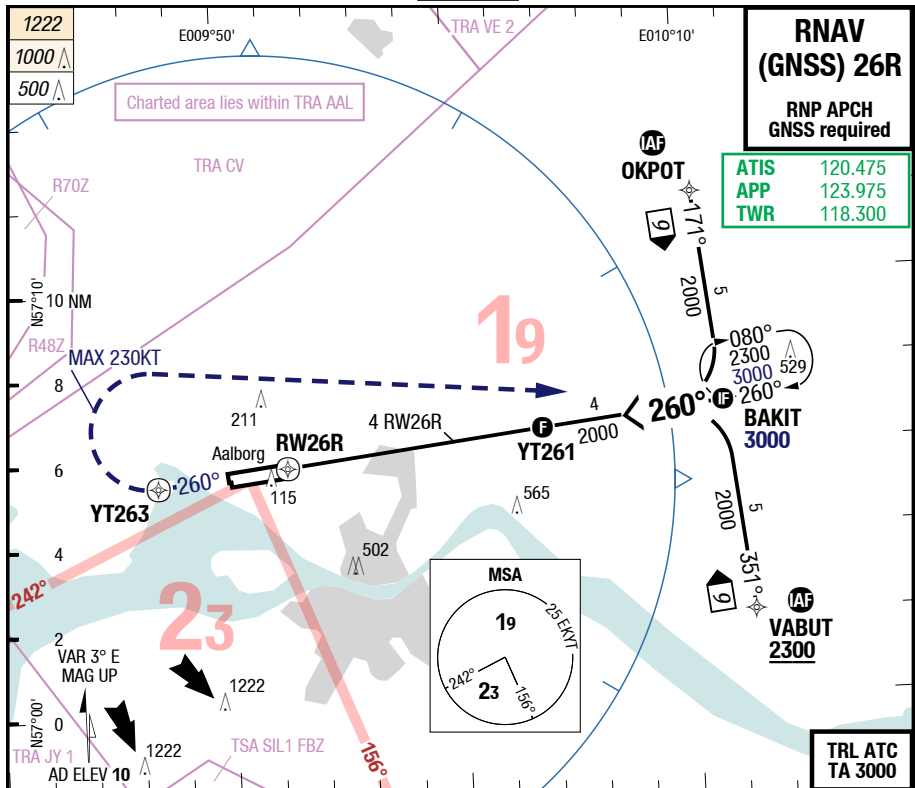 1222
1000
500
E009°50'
TRA VE 2
E010°10'
RNAV
(GNSS) 26R
RNP APCH
GNSS required
Charted area lies within TRA AAL
IAF
OKPOT
ATIS 120.475
APP 123.975
TWR 118.300
TRA CV
R70Z
171°
9
5
2000
N57°10'
10 NM
19
R48Z
MAX 230KT
080°
2300
3000
529
8
211
4 RW26R
4
2000
260°
IF
260°
BAKIT
3000
F
YT261
Aalborg
RW26R
6
260°
YT263
115
565
5
2000
502
4
MSA
351°
9
242°
19
25 EKYT
IAF
VABUT
2300
23
2
VAR 3° E
MAG UP
242°
23
156°
1222
N57°00'
0
1222
TSA SIL1 FBZ
156°
TRA JY 1
AD ELEV 10
TRL ATC
TA 3000